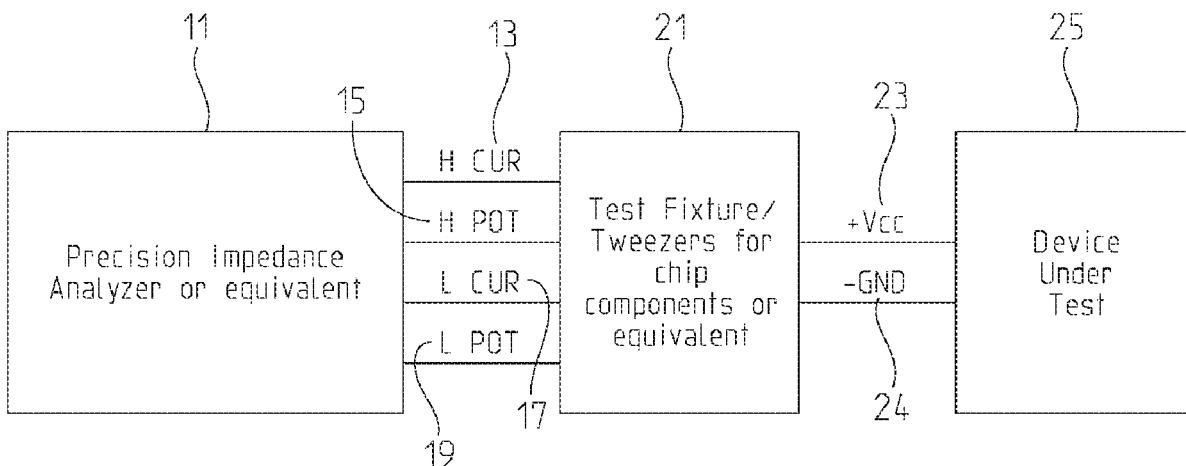 11
13
21
25
15
23
H CUR
H POT
L CUR
L POT
Precision Impedance
Analyzer or equivalent
Test Fixture/
Tweezers for
chip
components or
equivalent
+Vcc
-GND
Device
Under
Test
17
19
24